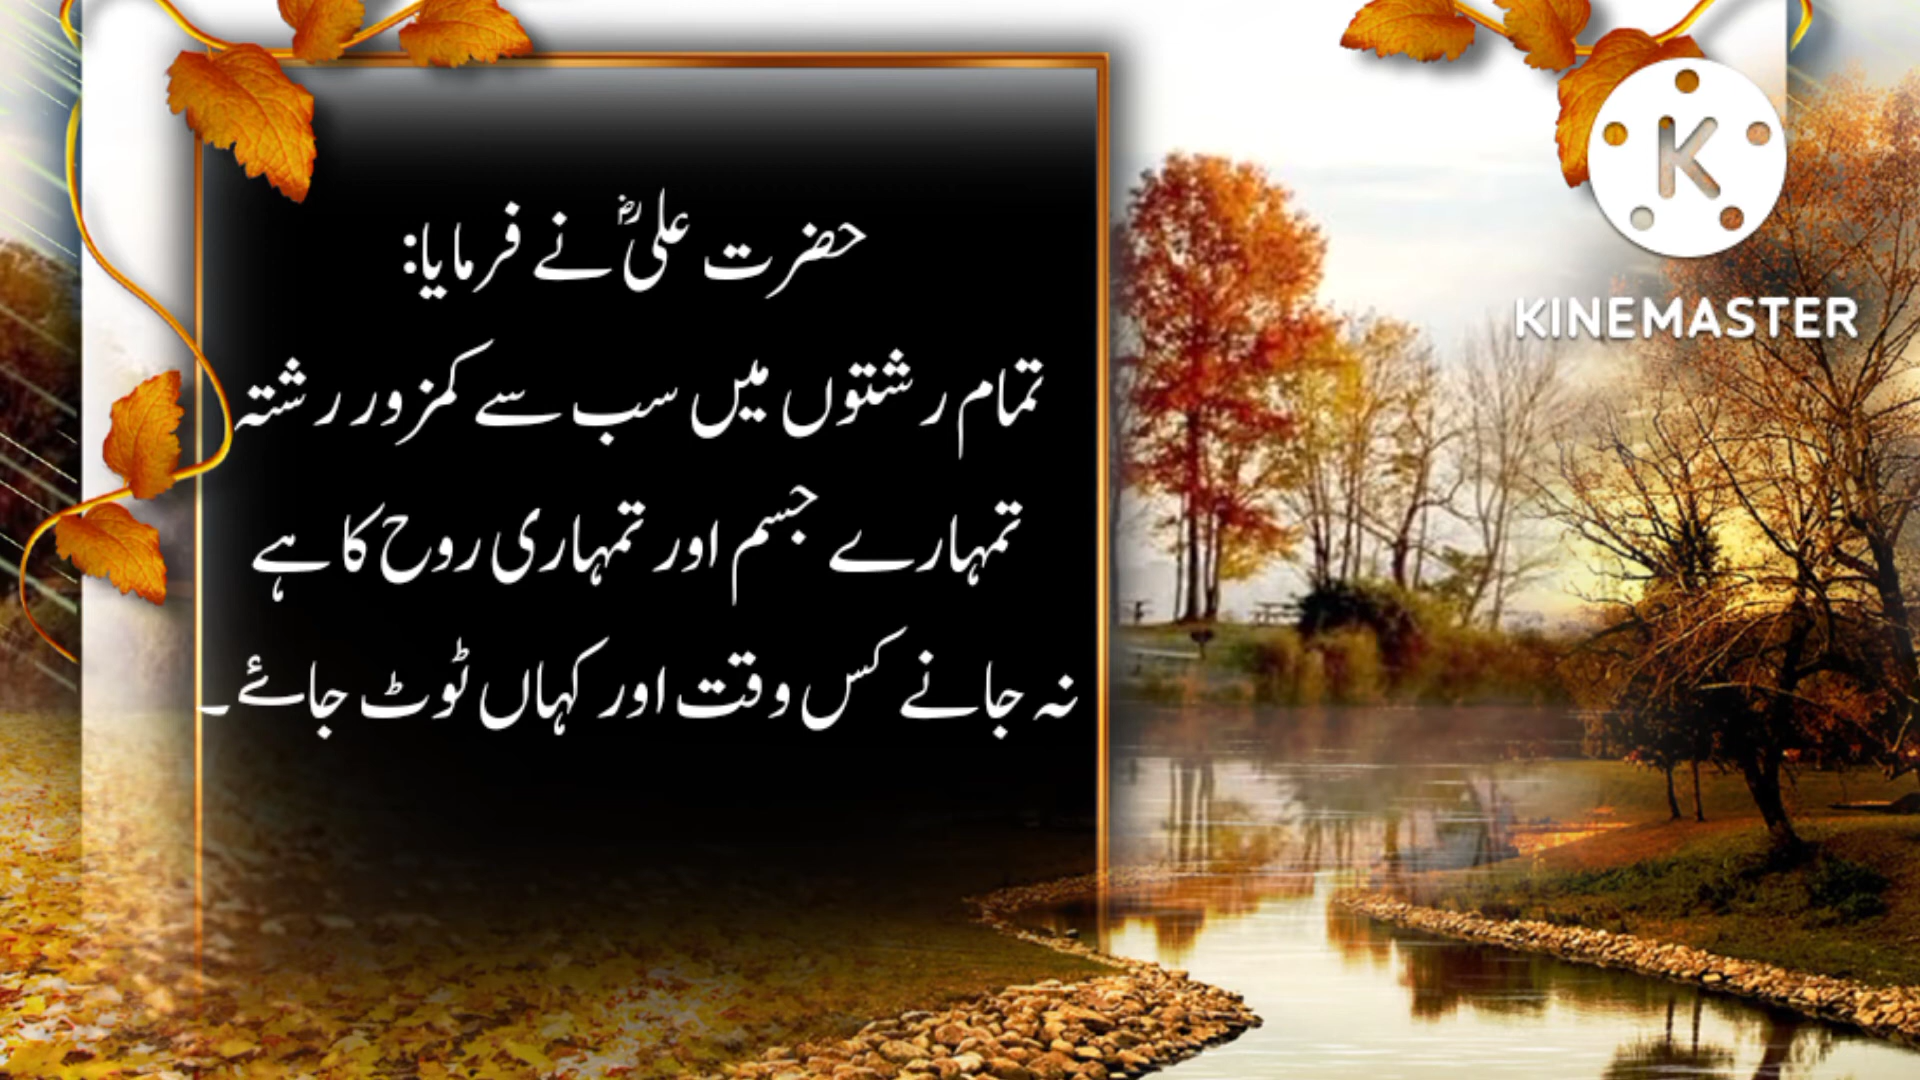 حضرت علیؓ نے فرمایا:
تمام رشتوں میں سب سے کمزور رشتہ
تمہارے جسم اور تمہاری روح کا ہے
نہ جانے کس وقت اور کہاں ٹوٹ جائے۔
K
KINEMASTER